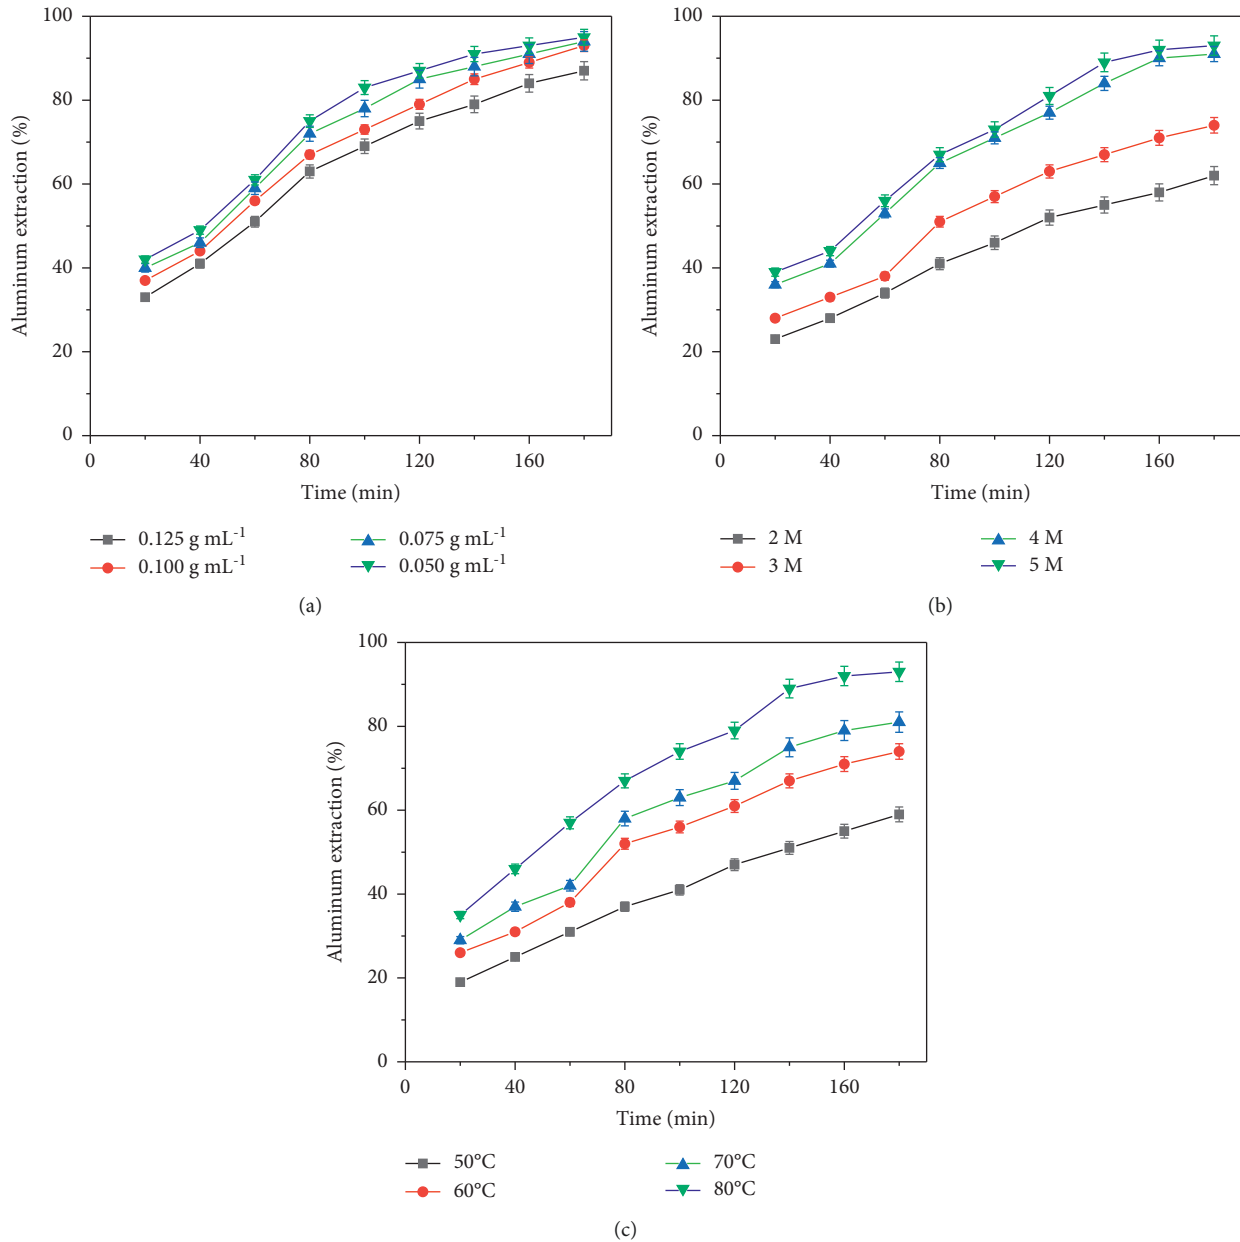 100
80
60
40
20
0
Aluminum extraction (%)
0 40 80 120 160
Time (min)
0.125 g mL⁻¹ 0.075 g mL⁻¹
0.100 g mL⁻¹ 0.050 g mL⁻¹
(a)
100
80
60
40
20
0
Aluminum extraction (%)
0 40 80 120 160
Time (min)
2 M 4 M
3 M 5 M
(b)
100
80
60
40
20
0
Aluminum extraction (%)
0 40 80 120 160
Time (min)
50°C 70°C
60°C 80°C
(c)